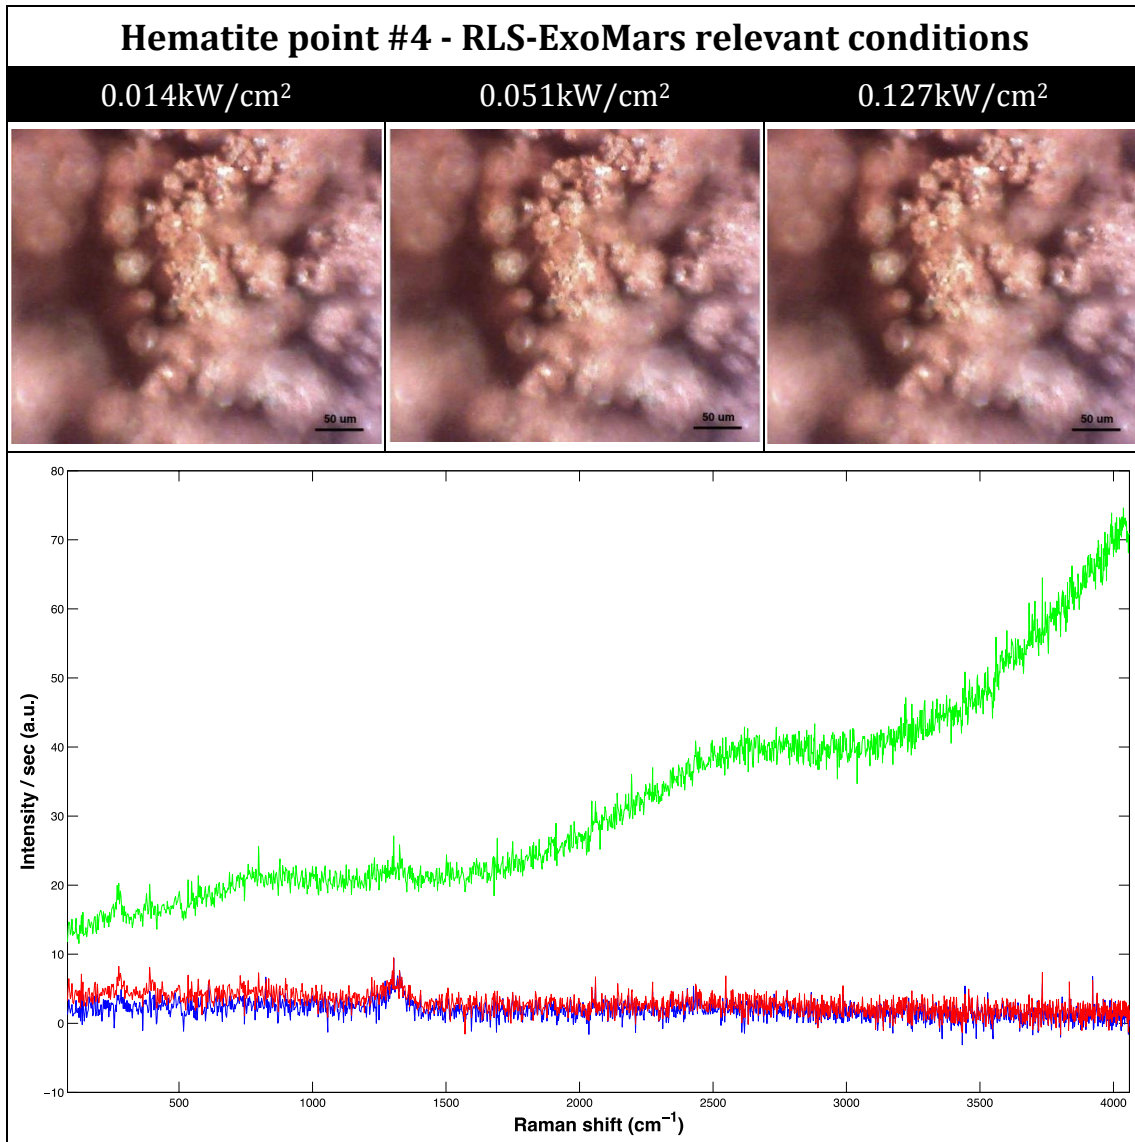 Hematite point #4 - RLS-ExoMars relevant conditions
0.014kW/cm²
0.051kW/cm²
0.127kW/cm²
50 um
50 um
50 um
80
70
60
50
40
30
20
10
0
−10
Intensity / sec (a.u.)
500
1000
1500
2000
2500
3000
3500
4000
Raman shift (cm⁻¹)